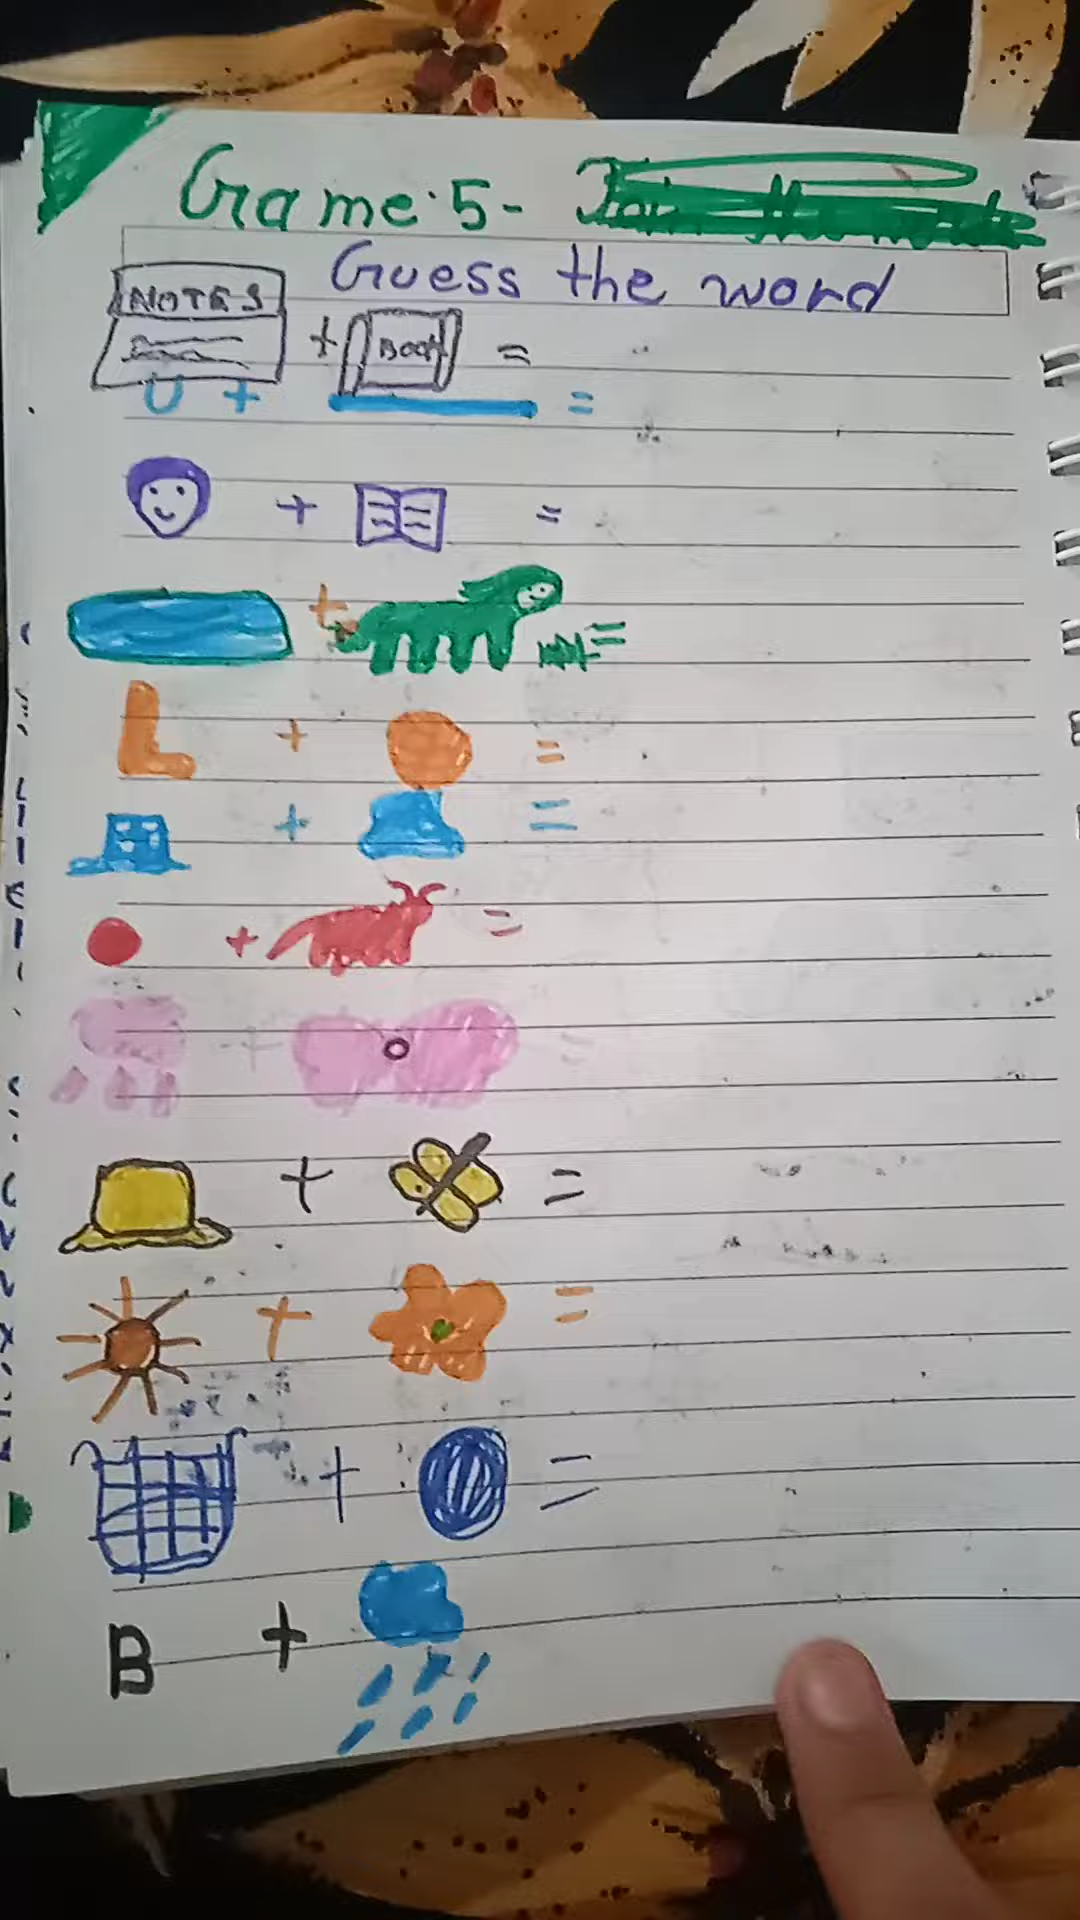 Game:5-
Guess the word
NOTES + BOOK =
U + =
+ =
+ =
+ =
+ =
+ =
+ =
+ =
+ =
+ =
B +